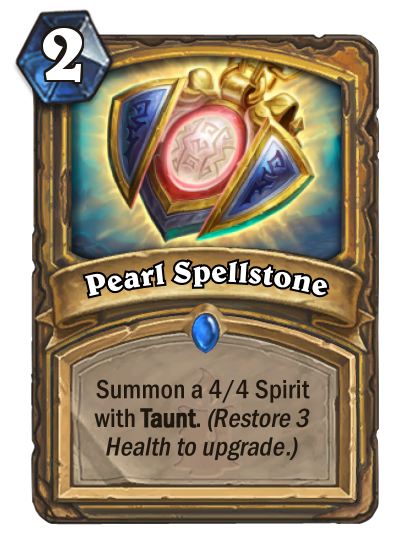 2
Pearl Spellstone
Summon a 4/4 Spirit
with Taunt. (Restore 3
Health to upgrade.)